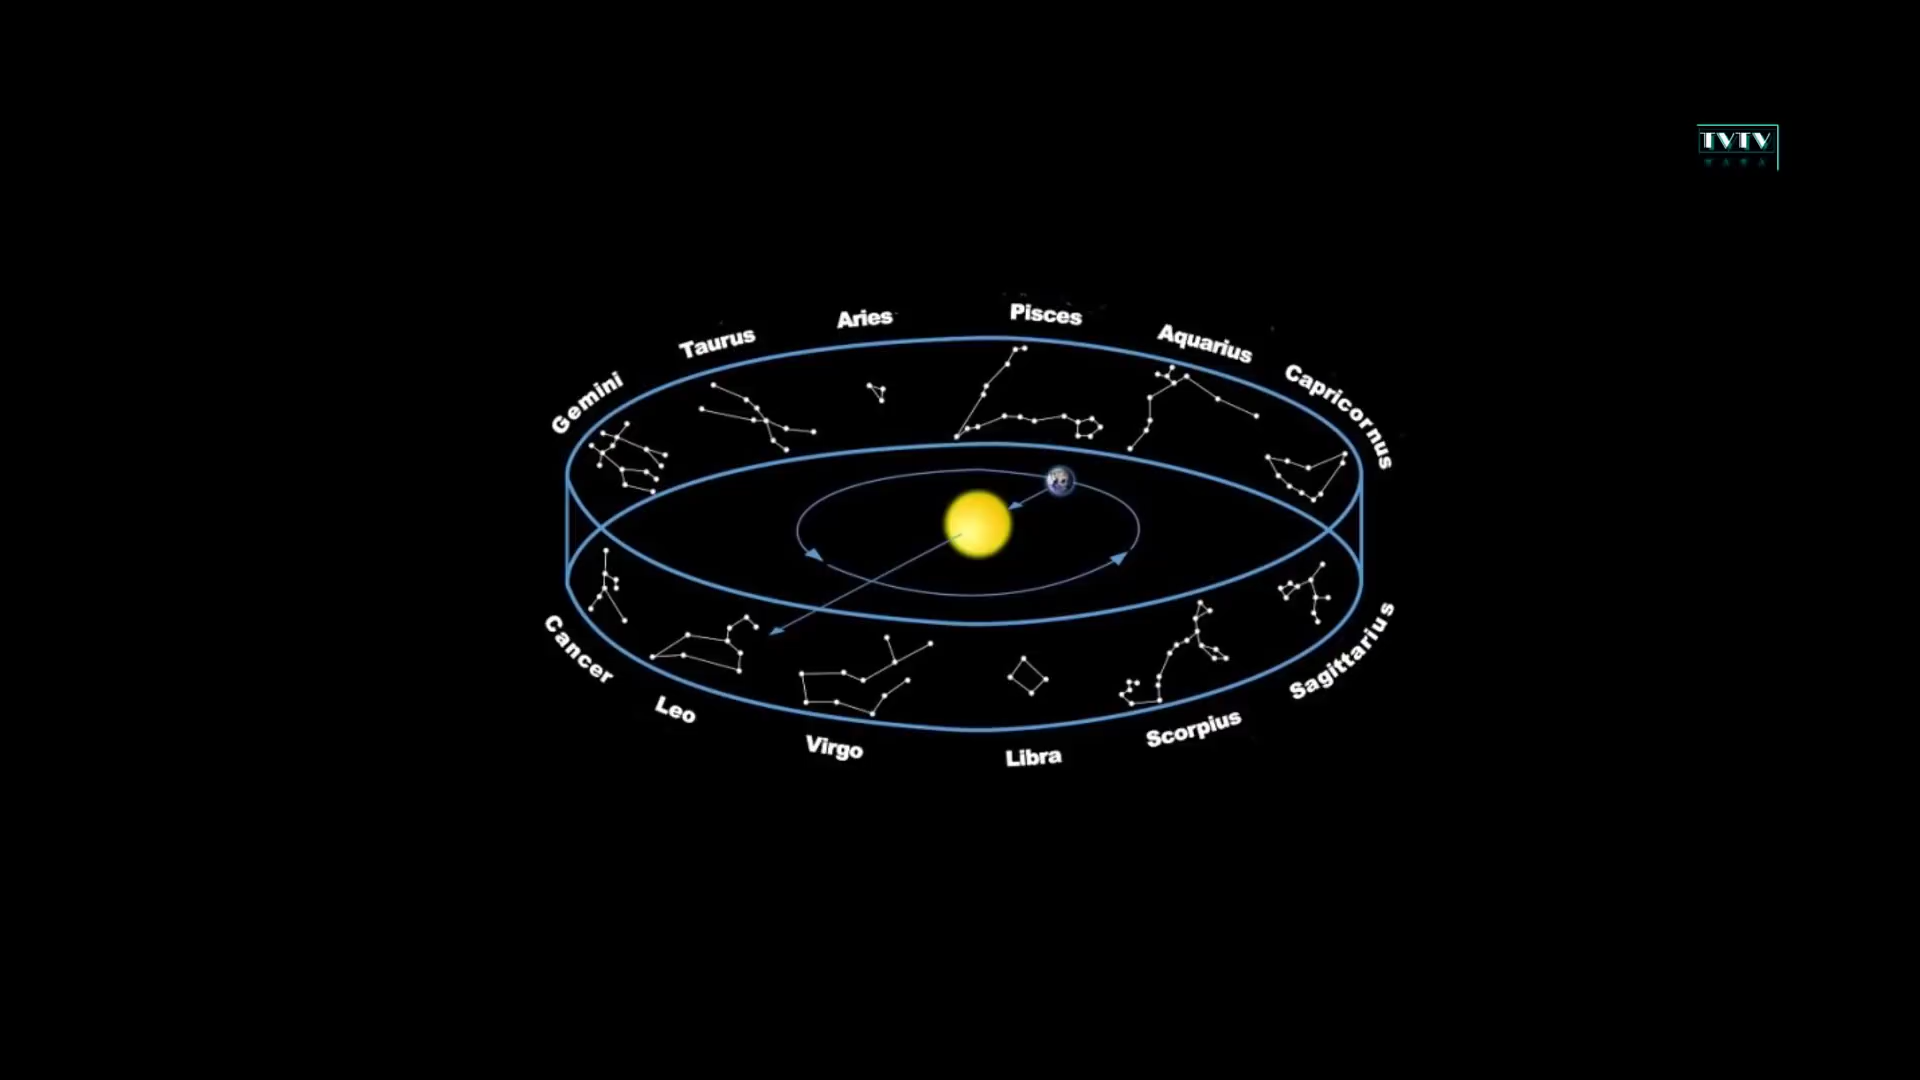 TVTV
Pisces
Aries
Aquarius
Taurus
Capricornus
Gemini
Cancer
Sagittarius
Leo
Scorpius
Virgo
Libra